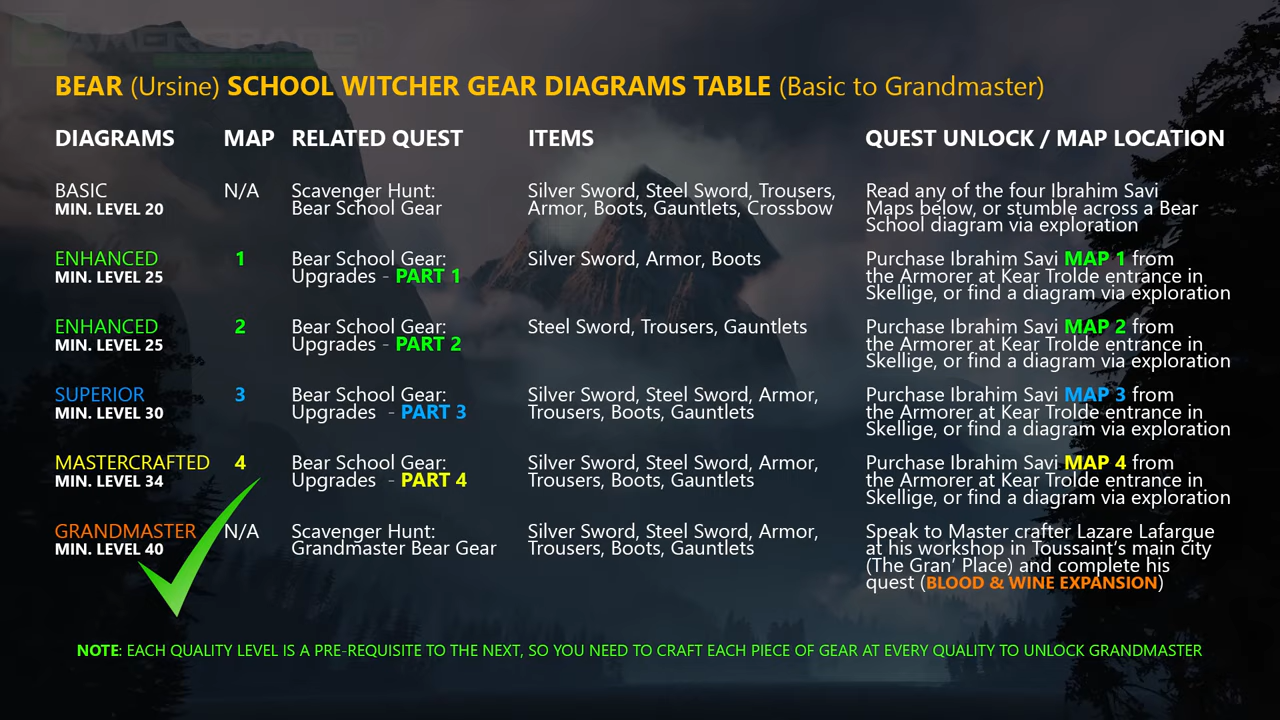 BEAR (Ursine) SCHOOL WITCHER GEAR DIAGRAMS TABLE (Basic to Grandmaster)
DIAGRAMS MAP RELATED QUEST ITEMS QUEST UNLOCK / MAP LOCATION
BASIC N/A Scavenger Hunt: Silver Sword, Steel Sword, Trousers, Read any of the four Ibrahim Savi
MIN. LEVEL 20 Bear School Gear Armor, Boots, Gauntlets, Crossbow Maps below, or stumble across a Bear
School diagram via exploration
ENHANCED 1 Bear School Gear: Silver Sword, Armor, Boots Purchase Ibrahim Savi MAP 1 from
MIN. LEVEL 25 Upgrades - PART 1 the Armorer at Kear Trolde entrance in
Skellige, or find a diagram via exploration
ENHANCED 2 Bear School Gear: Steel Sword, Trousers, Gauntlets Purchase Ibrahim Savi MAP 2 from
MIN. LEVEL 25 Upgrades - PART 2 the Armorer at Kear Trolde entrance in
Skellige, or find a diagram via exploration
SUPERIOR 3 Bear School Gear: Silver Sword, Steel Sword, Armor, Purchase Ibrahim Savi MAP 3 from
MIN. LEVEL 30 Upgrades - PART 3 Trousers, Boots, Gauntlets the Armorer at Kear Trolde entrance in
Skellige, or find a diagram via exploration
MASTERCRAFTED 4 Bear School Gear: Silver Sword, Steel Sword, Armor, Purchase Ibrahim Savi MAP 4 from
MIN. LEVEL 34 Upgrades - PART 4 Trousers, Boots, Gauntlets the Armorer at Kear Trolde entrance in
Skellige, or find a diagram via exploration
GRANDMASTER N/A Scavenger Hunt: Silver Sword, Steel Sword, Armor, Speak to Master crafter Lazare Lafargue
MIN. LEVEL 40 Grandmaster Bear Gear Trousers, Boots, Gauntlets at his workshop in Toussaint's main city
(The Gran' Place) and complete his
quest (BLOOD & WINE EXPANSION)
NOTE: EACH QUALITY LEVEL IS A PRE-REQUISITE TO THE NEXT, SO YOU NEED TO CRAFT EACH PIECE OF GEAR AT EVERY QUALITY TO UNLOCK GRANDMASTER